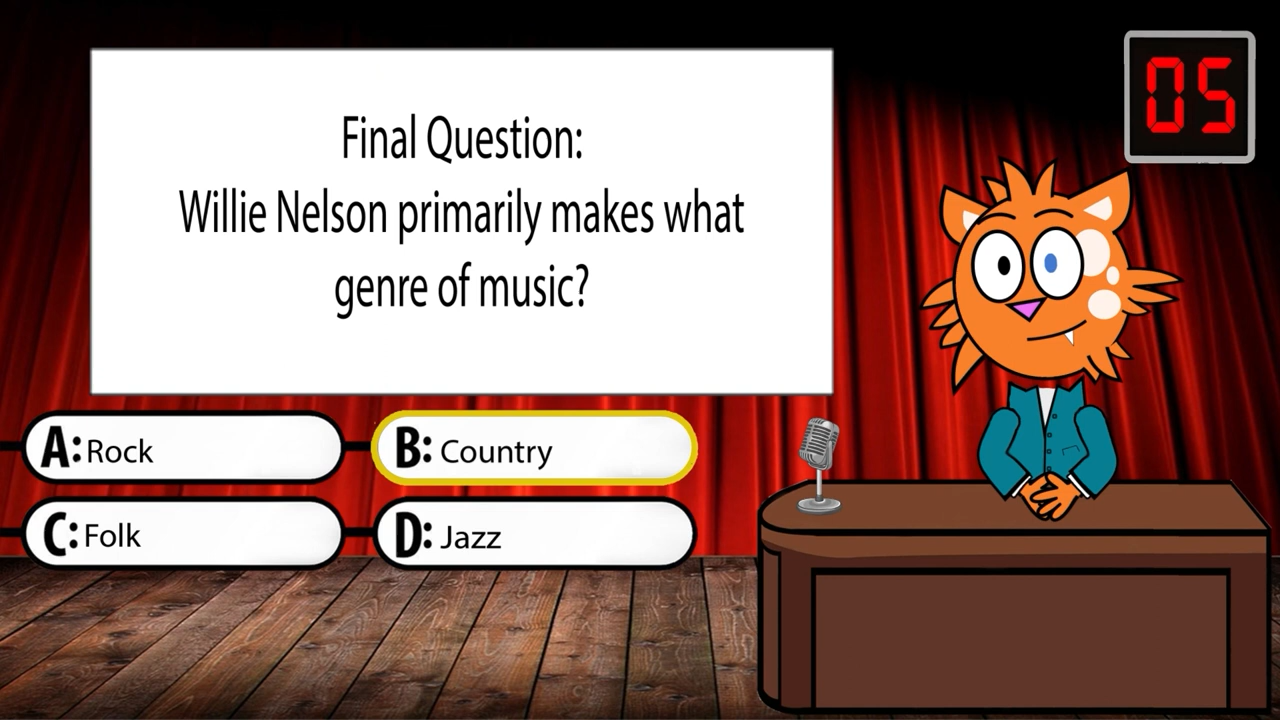 05
Final Question:
Willie Nelson primarily makes what
genre of music?
A: Rock
B: Country
C: Folk
D: Jazz